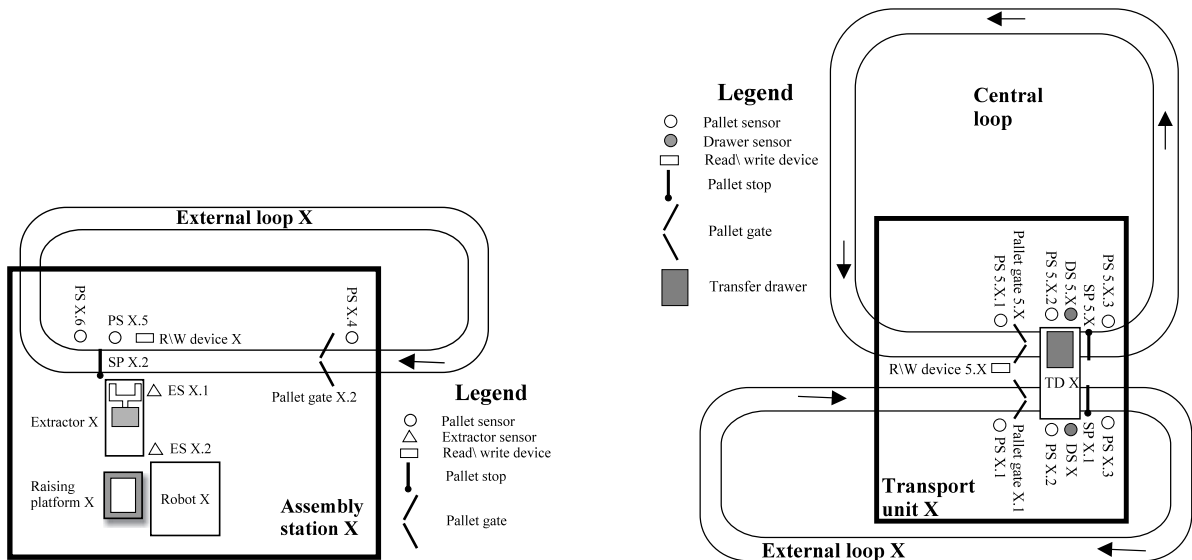 External loop X
PS X.6
PS X.5
R\W device X
PS X.4
SP X.2
ES X.1
Pallet gate X.2
Extractor X
ES X.2
Raising
platform X
Robot X
Assembly
station X
Legend
Pallet sensor
Extractor sensor
Read\ write device
Pallet stop
Pallet gate
Legend
Pallet sensor
Drawer sensor
Read\ write device
Pallet stop
Pallet gate
Transfer drawer
Central
loop
PS 5.X.1
Pallet gate 5.X
PS 5.X.2
DS 5.X
SP 5.X
PS 5.X.3
R\W device 5.X
TD X
PS X.1
Pallet gate X.1
PS X.2
DS X
SP X.1
PS X.3
Transport
unit X
External loop X